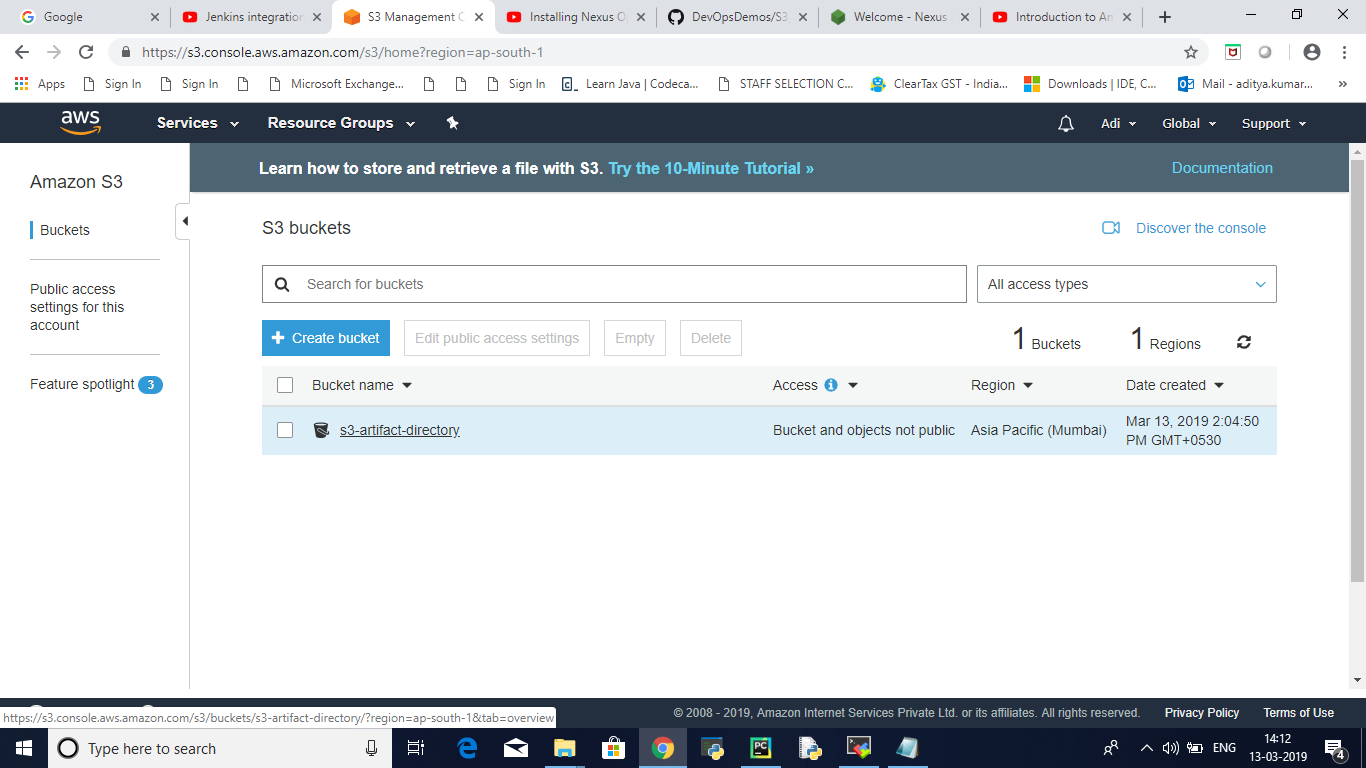 Google
Jenkins integration
S3 Management C
Installing Nexus O
DevOpsDemos/S3
Welcome - Nexus
Introduction to Am
https://s3.console.aws.amazon.com/s3/home?region=ap-south-1
Apps
Sign In
Sign In
Microsoft Exchange...
Sign In
Learn Java | Codeca...
STAFF SELECTION C...
ClearTax GST - India...
Downloads | IDE, C...
Mail - aditya.kumar...
aws
Services
Resource Groups
Adi
Global
Support
Amazon S3
Learn how to store and retrieve a file with S3. Try the 10-Minute Tutorial »
Documentation
Buckets
S3 buckets
Discover the console
Public access
settings for this
account
Search for buckets
All access types
Create bucket
Edit public access settings
Empty
Delete
1 Buckets
1 Regions
Feature spotlight 3
Bucket name
Access
Region
Date created
s3-artifact-directory
Bucket and objects not public
Asia Pacific (Mumbai)
Mar 13, 2019 2:04:50
PM GMT+0530
https://s3.console.aws.amazon.com/s3/buckets/s3-artifact-directory/?region=ap-south-1&tab=overview
© 2008 - 2019, Amazon Internet Services Private Ltd. or its affiliates. All rights reserved.
Privacy Policy
Terms of Use
Type here to search
PC
ENG
14:12
13-03-2019
4